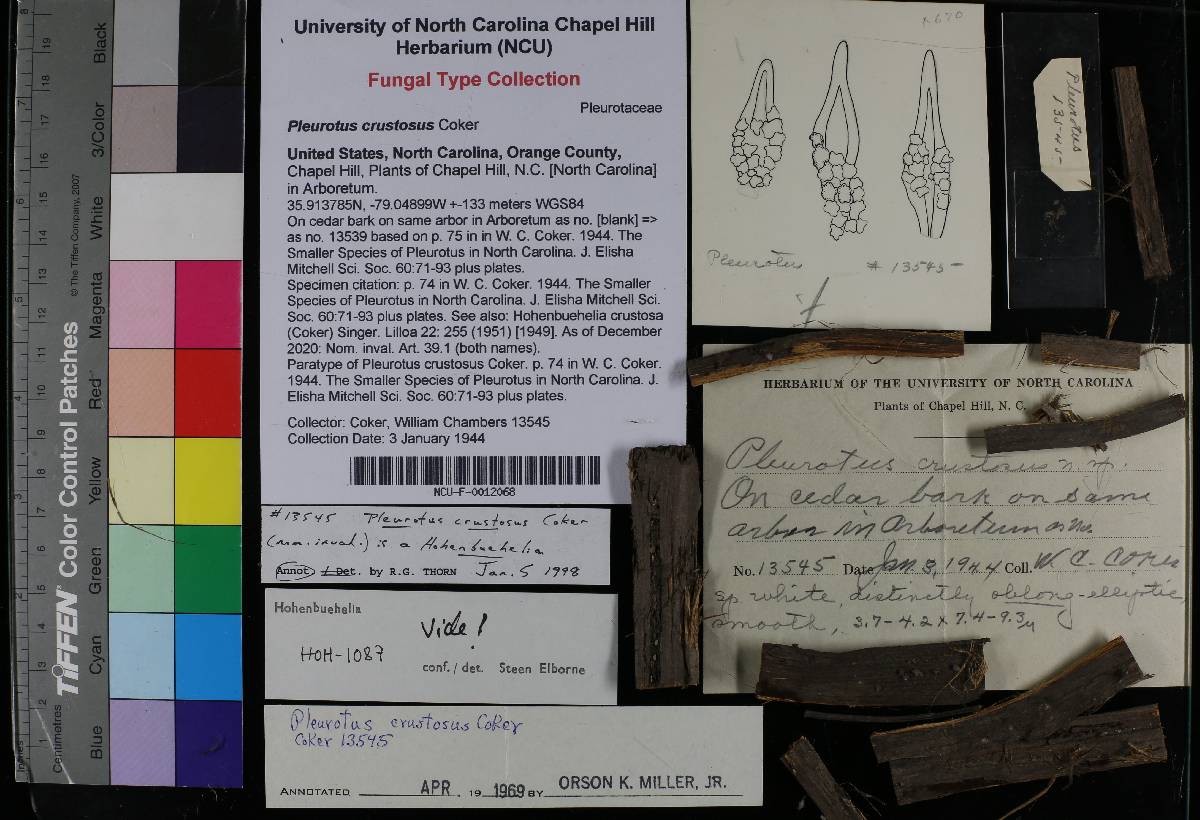 University of North Carolina Chapel Hill
Herbarium (NCU)
Fungal Type Collection
Pleurotaceae
Pleurotus crustosus Coker
United States, North Carolina, Orange County,
Chapel Hill, Plants of Chapel Hill, N.C. [North Carolina]
in Arboretum.
35.913785N, -79.04899W +-133 meters WGS84
On cedar bark on same arbor in Arboretum as no. [blank] =>
as no. 13539 based on p. 75 in in W. C. Coker. 1944. The
Smaller Species of Pleurotus in North Carolina. J. Elisha
Mitchell Sci. Soc. 60:71-93 plus plates.
Specimen citation: p. 74 in W. C. Coker. 1944. The Smaller
Species of Pleurotus in North Carolina. J. Elisha Mitchell Sci.
Soc. 60:71-93 plus plates. See also: Hohenbuehelia crustosa
(Coker) Singer. Lilloa 22: 255 (1951) [1949]. As of December
2020: Nom. inval. Art. 39.1 (both names).
Paratype of Pleurotus crustosus Coker. p. 74 in W. C. Coker.
1944. The Smaller Species of Pleurotus in North Carolina. J.
Elisha Mitchell Sci. Soc. 60:71-93 plus plates.
Collector: Coker, William Chambers 13545
Collection Date: 3 January 1944
NCU-F-0012068
#13545 Pleurotus crustosus Coker
(nom. inval.) is a Hohenbuehelia
Annot. / Det. by R.G. THORN Jan. 5 1998
Hohenbuehelia
Vide!
HOH-1087
conf./det. Steen Elborne
Pleurotus crustosus Coker
Coker 13545
ANNOTATED APR. 19 1969 BY ORSON K. MILLER, JR.
Pleurotus # 13545
Pleurotus
13545
HERBARIUM OF THE UNIVERSITY OF NORTH CAROLINA
Plants of Chapel Hill, N. C.
Pleurotus crustosus n. sp.
On cedar bark on same
arbor in Arboretum as no.
No. 13545 Date Jan. 3, 1944 Coll. W. C. Coker
sp. white, distinctly oblong-elliptic,
smooth, 3.7-4.2 x 7.4-9.3µ
TIFFEN Color Control Patches
© The Tiffen Company, 2007
Centimetres
Inches
Blue
Cyan
Green
Yellow
Red
Magenta
White
3/Color
Black